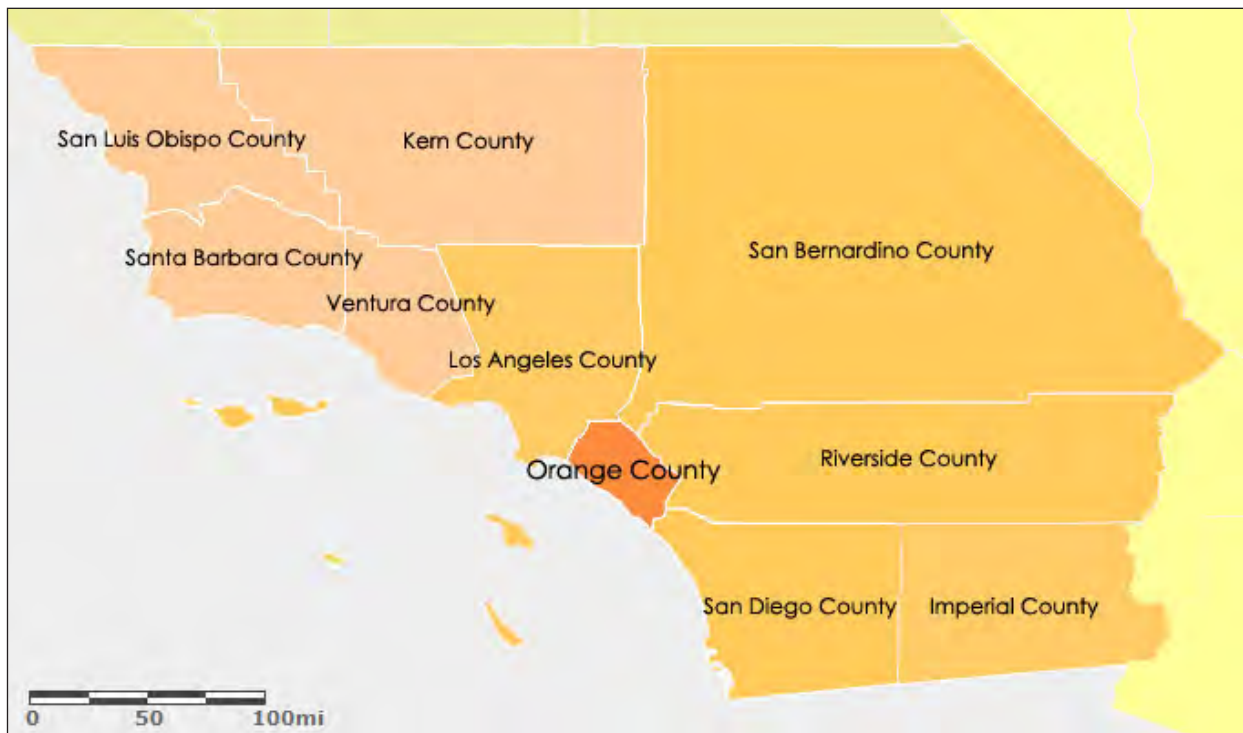 San Luis Obispo County
Kern County
Santa Barbara County
San Bernardino County
Ventura County
Los Angeles County
Orange County
Riverside County
San Diego County
Imperial County
0 50 100mi